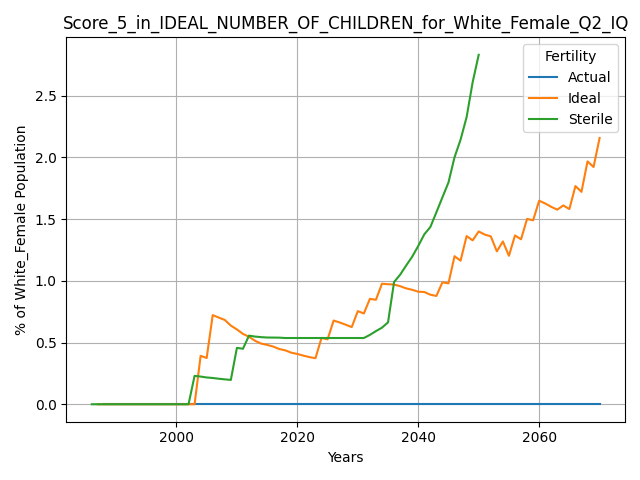 Score_5_in_IDEAL_NUMBER_OF_CHILDREN_for_White_Female_Q2_IQ
Fertility
Actual
Ideal
Sterile
% of White_Female Population
2.5
2.0
1.5
1.0
0.5
0.0
2000
2020
2040
2060
Years